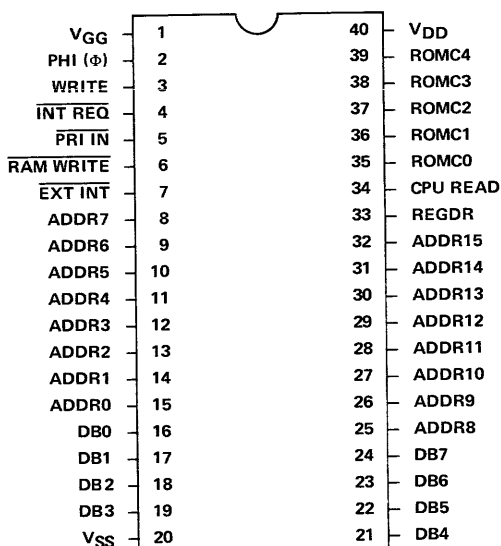 VGG 1 40 VDD
PHI (Φ) 2 39 ROMC4
WRITE 3 38 ROMC3
INT REQ 4 37 ROMC2
PRI IN 5 36 ROMC1
RAM WRITE 6 35 ROMC0
EXT INT 7 34 CPU READ
ADDR7 8 33 REGDR
ADDR6 9 32 ADDR15
ADDR5 10 31 ADDR14
ADDR4 11 30 ADDR13
ADDR3 12 29 ADDR12
ADDR2 13 28 ADDR11
ADDR1 14 27 ADDR10
ADDR0 15 26 ADDR9
DB0 16 25 ADDR8
DB1 17 24 DB7
DB2 18 23 DB6
DB3 19 22 DB5
VSS 20 21 DB4